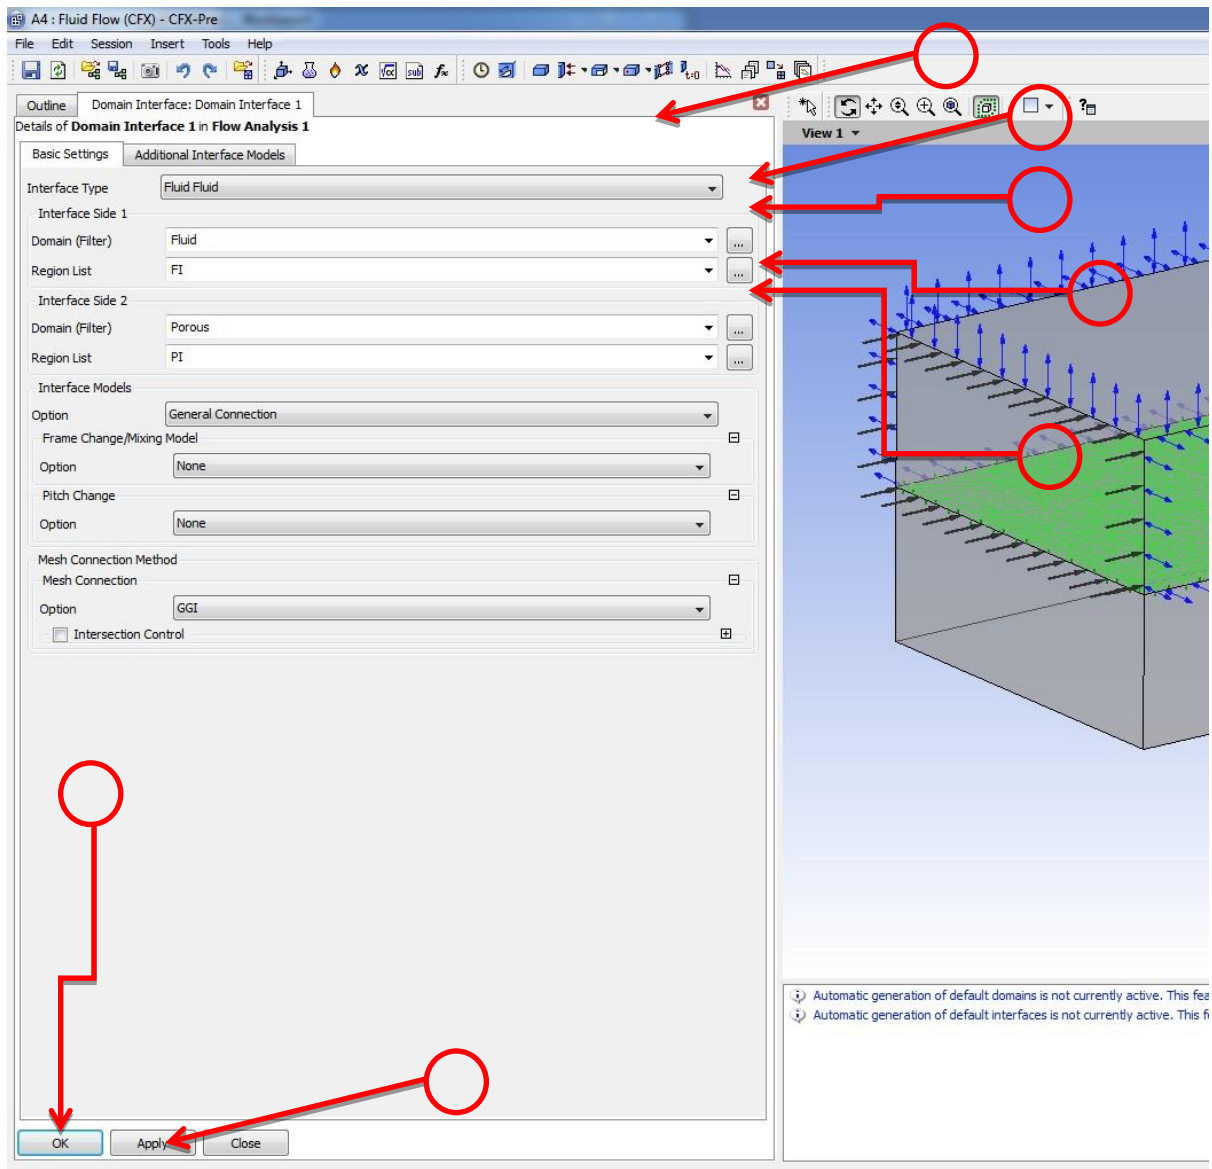 A4 : Fluid Flow (CFX) - CFX-Pre
File Edit Session Insert Tools Help
Outline Domain Interface: Domain Interface 1
Details of Domain Interface 1 in Flow Analysis 1
View 1
Basic Settings Additional Interface Models
Interface Type Fluid Fluid
Interface Side 1
Domain (Filter) Fluid ...
Region List FI ...
Interface Side 2
Domain (Filter) Porous ...
Region List PI ...
Interface Models
Option General Connection
Frame Change/Mixing Model
Option None
Pitch Change
Option None
Mesh Connection Method
Mesh Connection
Option GGI
Intersection Control
Automatic generation of default domains is not currently active. This fea
Automatic generation of default interfaces is not currently active. This f
OK Apply Close